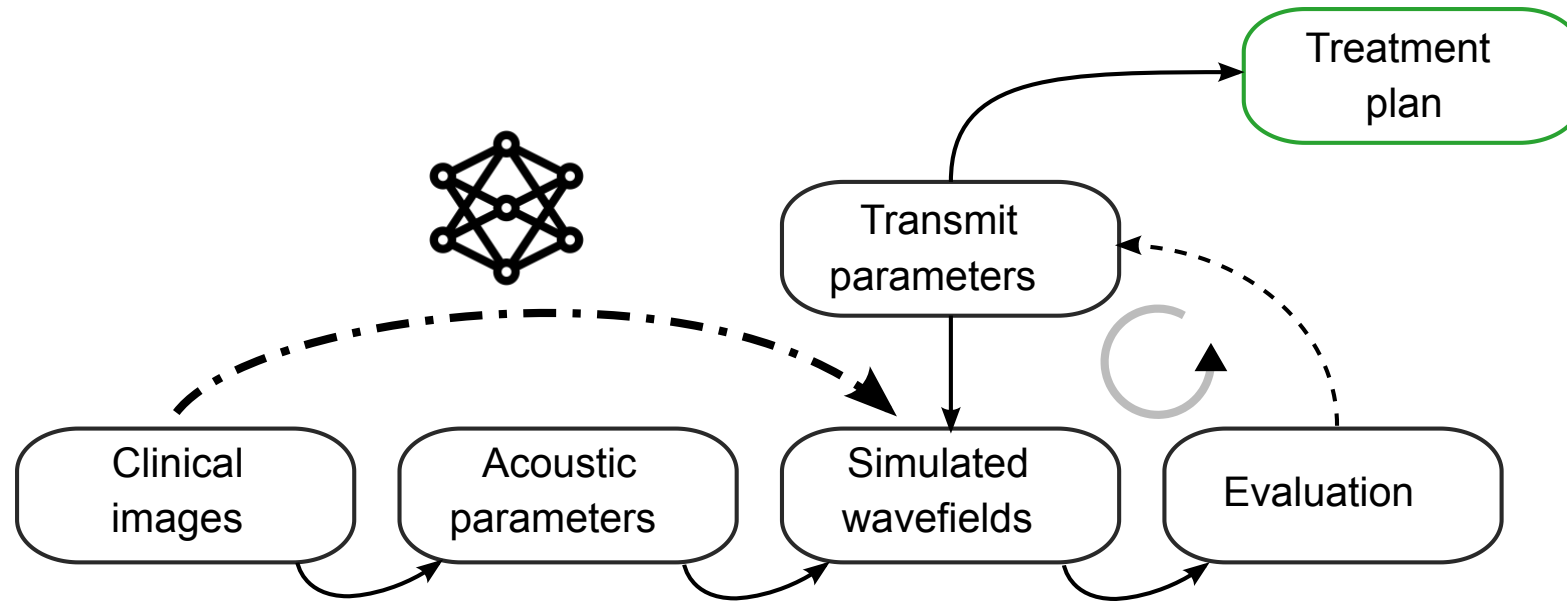 Treatment
plan
Transmit
parameters
Clinical
images
Acoustic
parameters
Simulated
wavefields
Evaluation